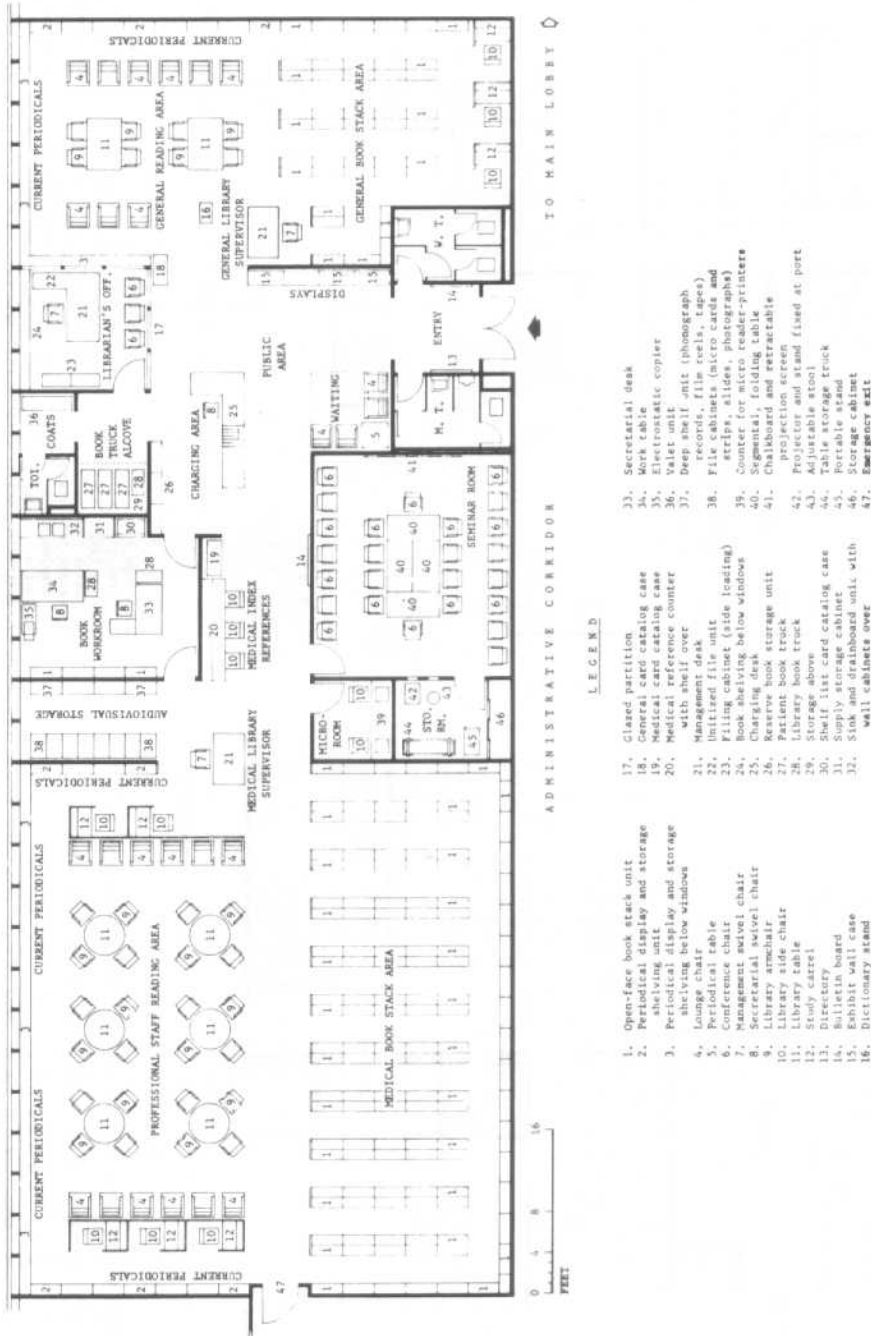 CURRENT PERIODICALS
CURRENT PERIODICALS
CURRENT PERIODICALS
CURRENT PERIODICALS
PROFESSIONAL STAFF READING AREA
CURRENT PERIODICALS
AUDIOVISUAL STORAGE
BOOK
WORKROOM
TOT.
COATS
BOOK
TRUCK
ALCOVE
LIBRARIAN'S OFF.
CURRENT PERIODICALS
GENERAL READING AREA
MEDICAL LIBRARY
SUPERVISOR
MEDICAL INDEX
REFERENCES
CHARGING AREA
PUBLIC
AREA
GENERAL LIBRARY
SUPERVISOR
MEDICAL BOOK STACK AREA
MICRO-
ROOM
STO.
RM.
SEMINAR ROOM
WAITING
DISPLAYS
M. T.
ENTRY
W. T.
GENERAL BOOK STACK AREA
47
0 4 8 16
FEET
ADMINISTRATIVE CORRIDOR
TO MAIN LOBBY
LEGEND
1. Open-face book stack unit
2. Periodical display and storage
shelving unit
3. Periodical display and storage
shelving below windows
4. Lounge chair
5. Periodical table
6. Conference chair
7. Management swivel chair
8. Secretarial swivel chair
9. Library armchair
10. Library side chair
11. Library table
12. Study carrel
13. Directory
14. Bulletin board
15. Exhibit wall case
16. Dictionary stand
17. Glazed partition
18. General card catalog case
19. Medical card catalog case
20. Medical reference counter
with shelf over
21. Management desk
22. Unitized file unit
23. Filing cabinet (side loading)
24. Book shelving below windows
25. Charging desk
26. Reserve book storage unit
27. Patient book truck
28. Library book truck
29. Storage above
30. Shelf list card catalog case
31. Supply storage cabinet
32. Sink and drainboard unit with
wall cabinets over
33. Secretarial desk
34. Work table
35. Electrostatic copier
36. Valet unit
37. Deep shelf unit (phonograph
records, film reels, tapes)
38. File cabinets (micro cards and
strips, slides, photographs)
39. Counter for micro reader-printers
40. Segmental, folding table
41. Chalkboard and retractable
projection screen
42. Projector and stand fixed at port
43. Adjustable stool
44. Table storage truck
45. Portable stand
46. Storage cabinet
47. Emergency exit